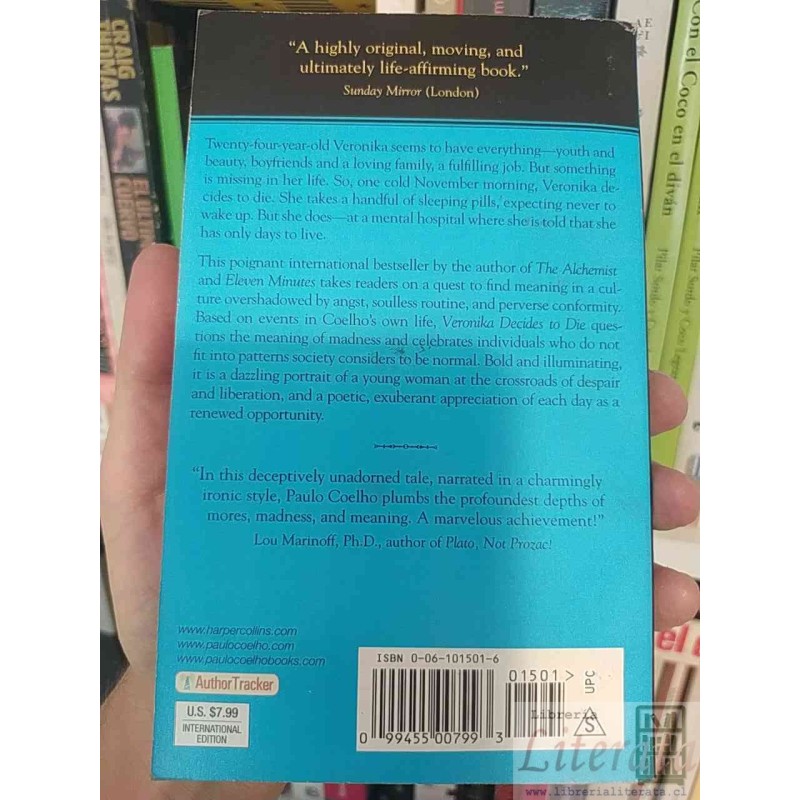 CRAIG
THOMAS
EL ÚLTIMO
CUERVO
Con el Coco en el diván
Pilar Sordo y Coco Legrand
"A highly original, moving, and
ultimately life-affirming book."
Sunday Mirror (London)
Twenty-four-year-old Veronika seems to have everything—youth and
beauty, boyfriends and a loving family, a fulfilling job. But something
is missing in her life. So, one cold November morning, Veronika de-
cides to die. She takes a handful of sleeping pills, expecting never to
wake up. But she does—at a mental hospital where she is told that she
has only days to live.
This poignant international bestseller by the author of The Alchemist
and Eleven Minutes takes readers on a quest to find meaning in a cul-
ture overshadowed by angst, soulless routine, and perverse conformity.
Based on events in Coelho's own life, Veronika Decides to Die ques-
tions the meaning of madness and celebrates individuals who do not
fit into patterns society considers to be normal. Bold and illuminating,
it is a dazzling portrait of a young woman at the crossroads of despair
and liberation, and a poetic, exuberant appreciation of each day as a
renewed opportunity.
"In this deceptively unadorned tale, narrated in a charmingly
ironic style, Paulo Coelho plumbs the profoundest depths of
mores, madness, and meaning. A marvelous achievement!"
Lou Marinoff, Ph.D., author of Plato, Not Prozac!
www.harpercollins.com
www.paulocoelho.com
www.paulocoelhobooks.com
AuthorTracker
U.S. $7.99
INTERNATIONAL
EDITION
ISBN 0-06-101501-6
01501 >
0 99455 00799 3
UPC
S
Librería
Literata
www.librerialiterata.cl